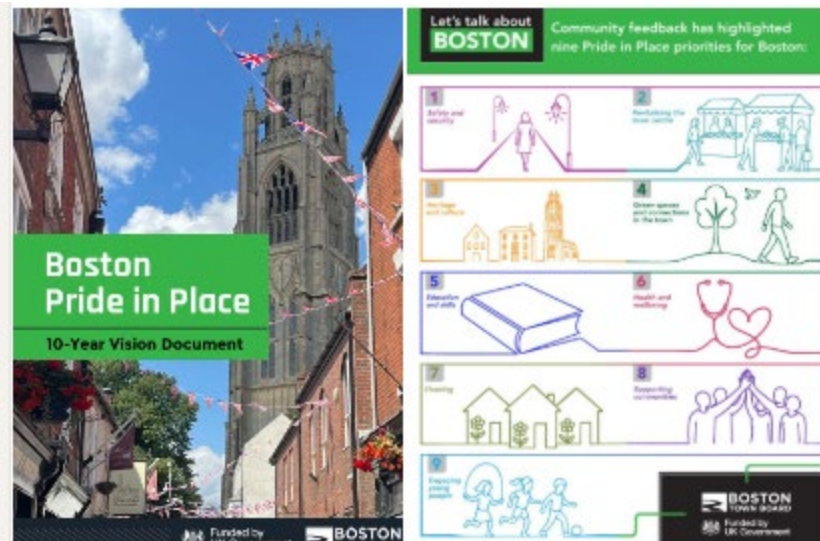 Boston
Pride in Place
10-Year Vision Document
Funded by
UK Government
BOSTON
Let's talk about
BOSTON
Community feedback has highlighted
nine Pride in Place priorities for Boston:
1
Safety and
security
2
Revitalising the
town centre
3
Heritage
and culture
4
Green spaces
and connections
in the town
5
Education
and skills
6
Health and
wellbeing
7
Housing
8
Supporting
communities
9
Engaging
young
people
BOSTON
TOWN BOARD
Funded by
UK Government